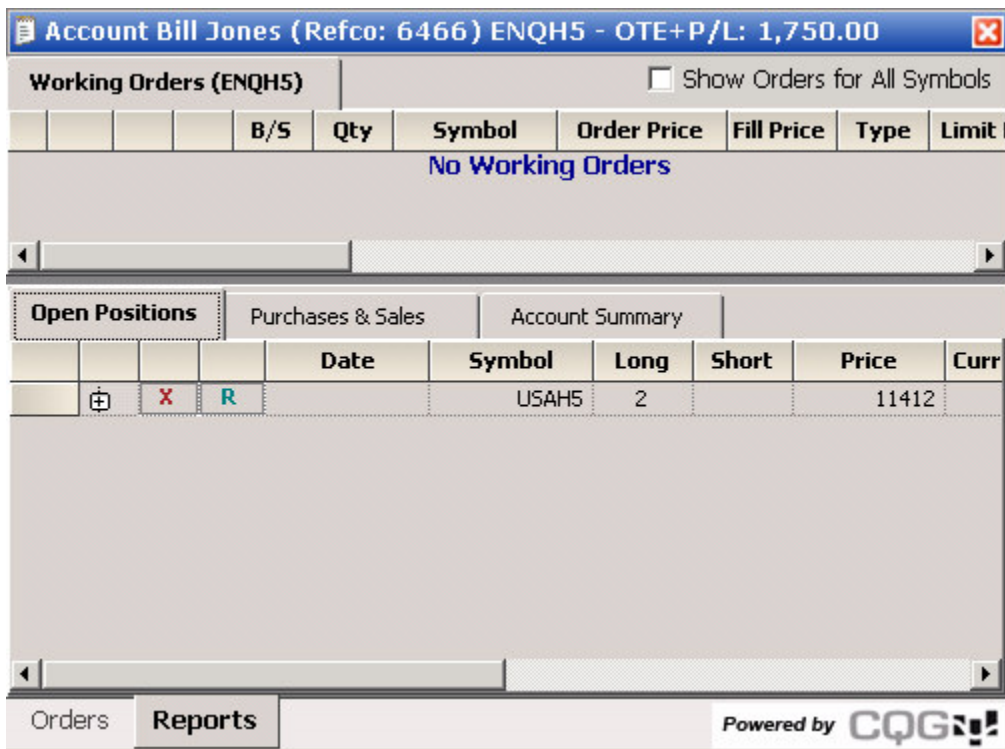 Account Bill Jones (Refco: 6466) ENQH5 - OTE+P/L: 1,750.00
Working Orders (ENQH5) Show Orders for All Symbols
B/S Qty Symbol Order Price Fill Price Type Limit
No Working Orders
Open Positions Purchases & Sales Account Summary
Date Symbol Long Short Price Curr
X R USAH5 2 11412
Orders Reports Powered by CQG